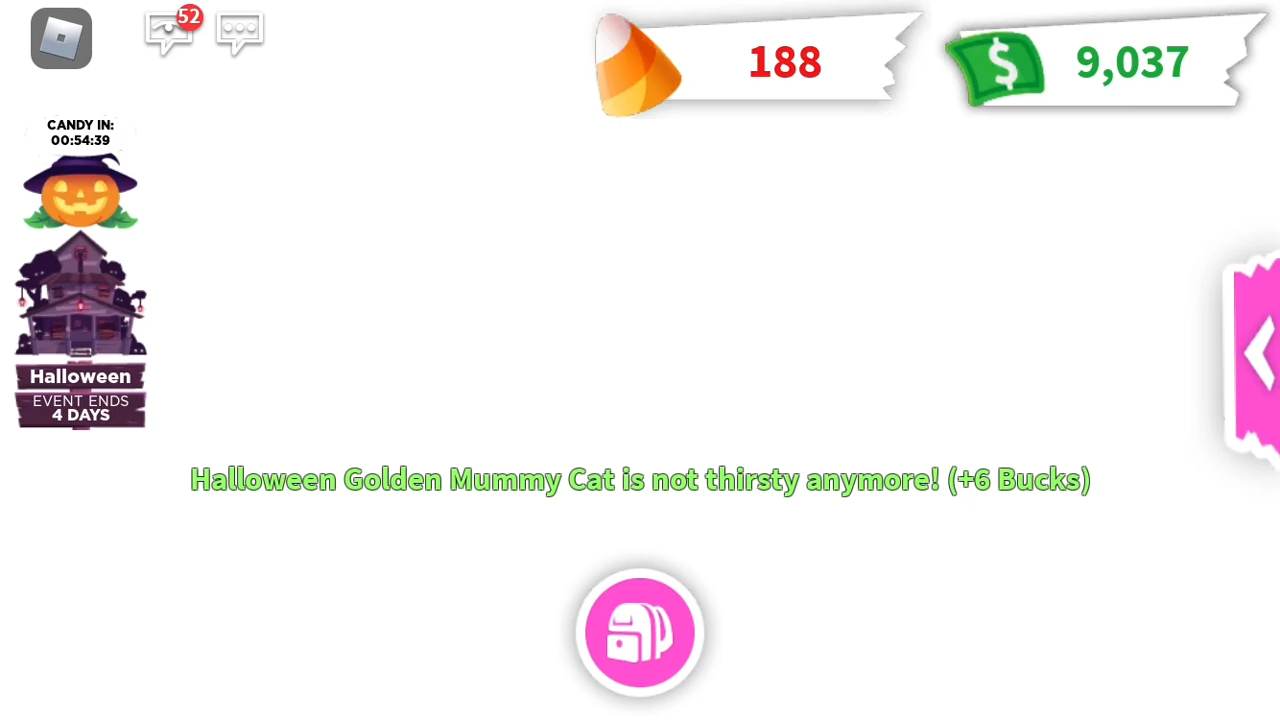 52
188
$ 9,037
CANDY IN:
00:54:39
Halloween
EVENT ENDS
4 DAYS
Halloween Golden Mummy Cat is not thirsty anymore! (+6 Bucks)